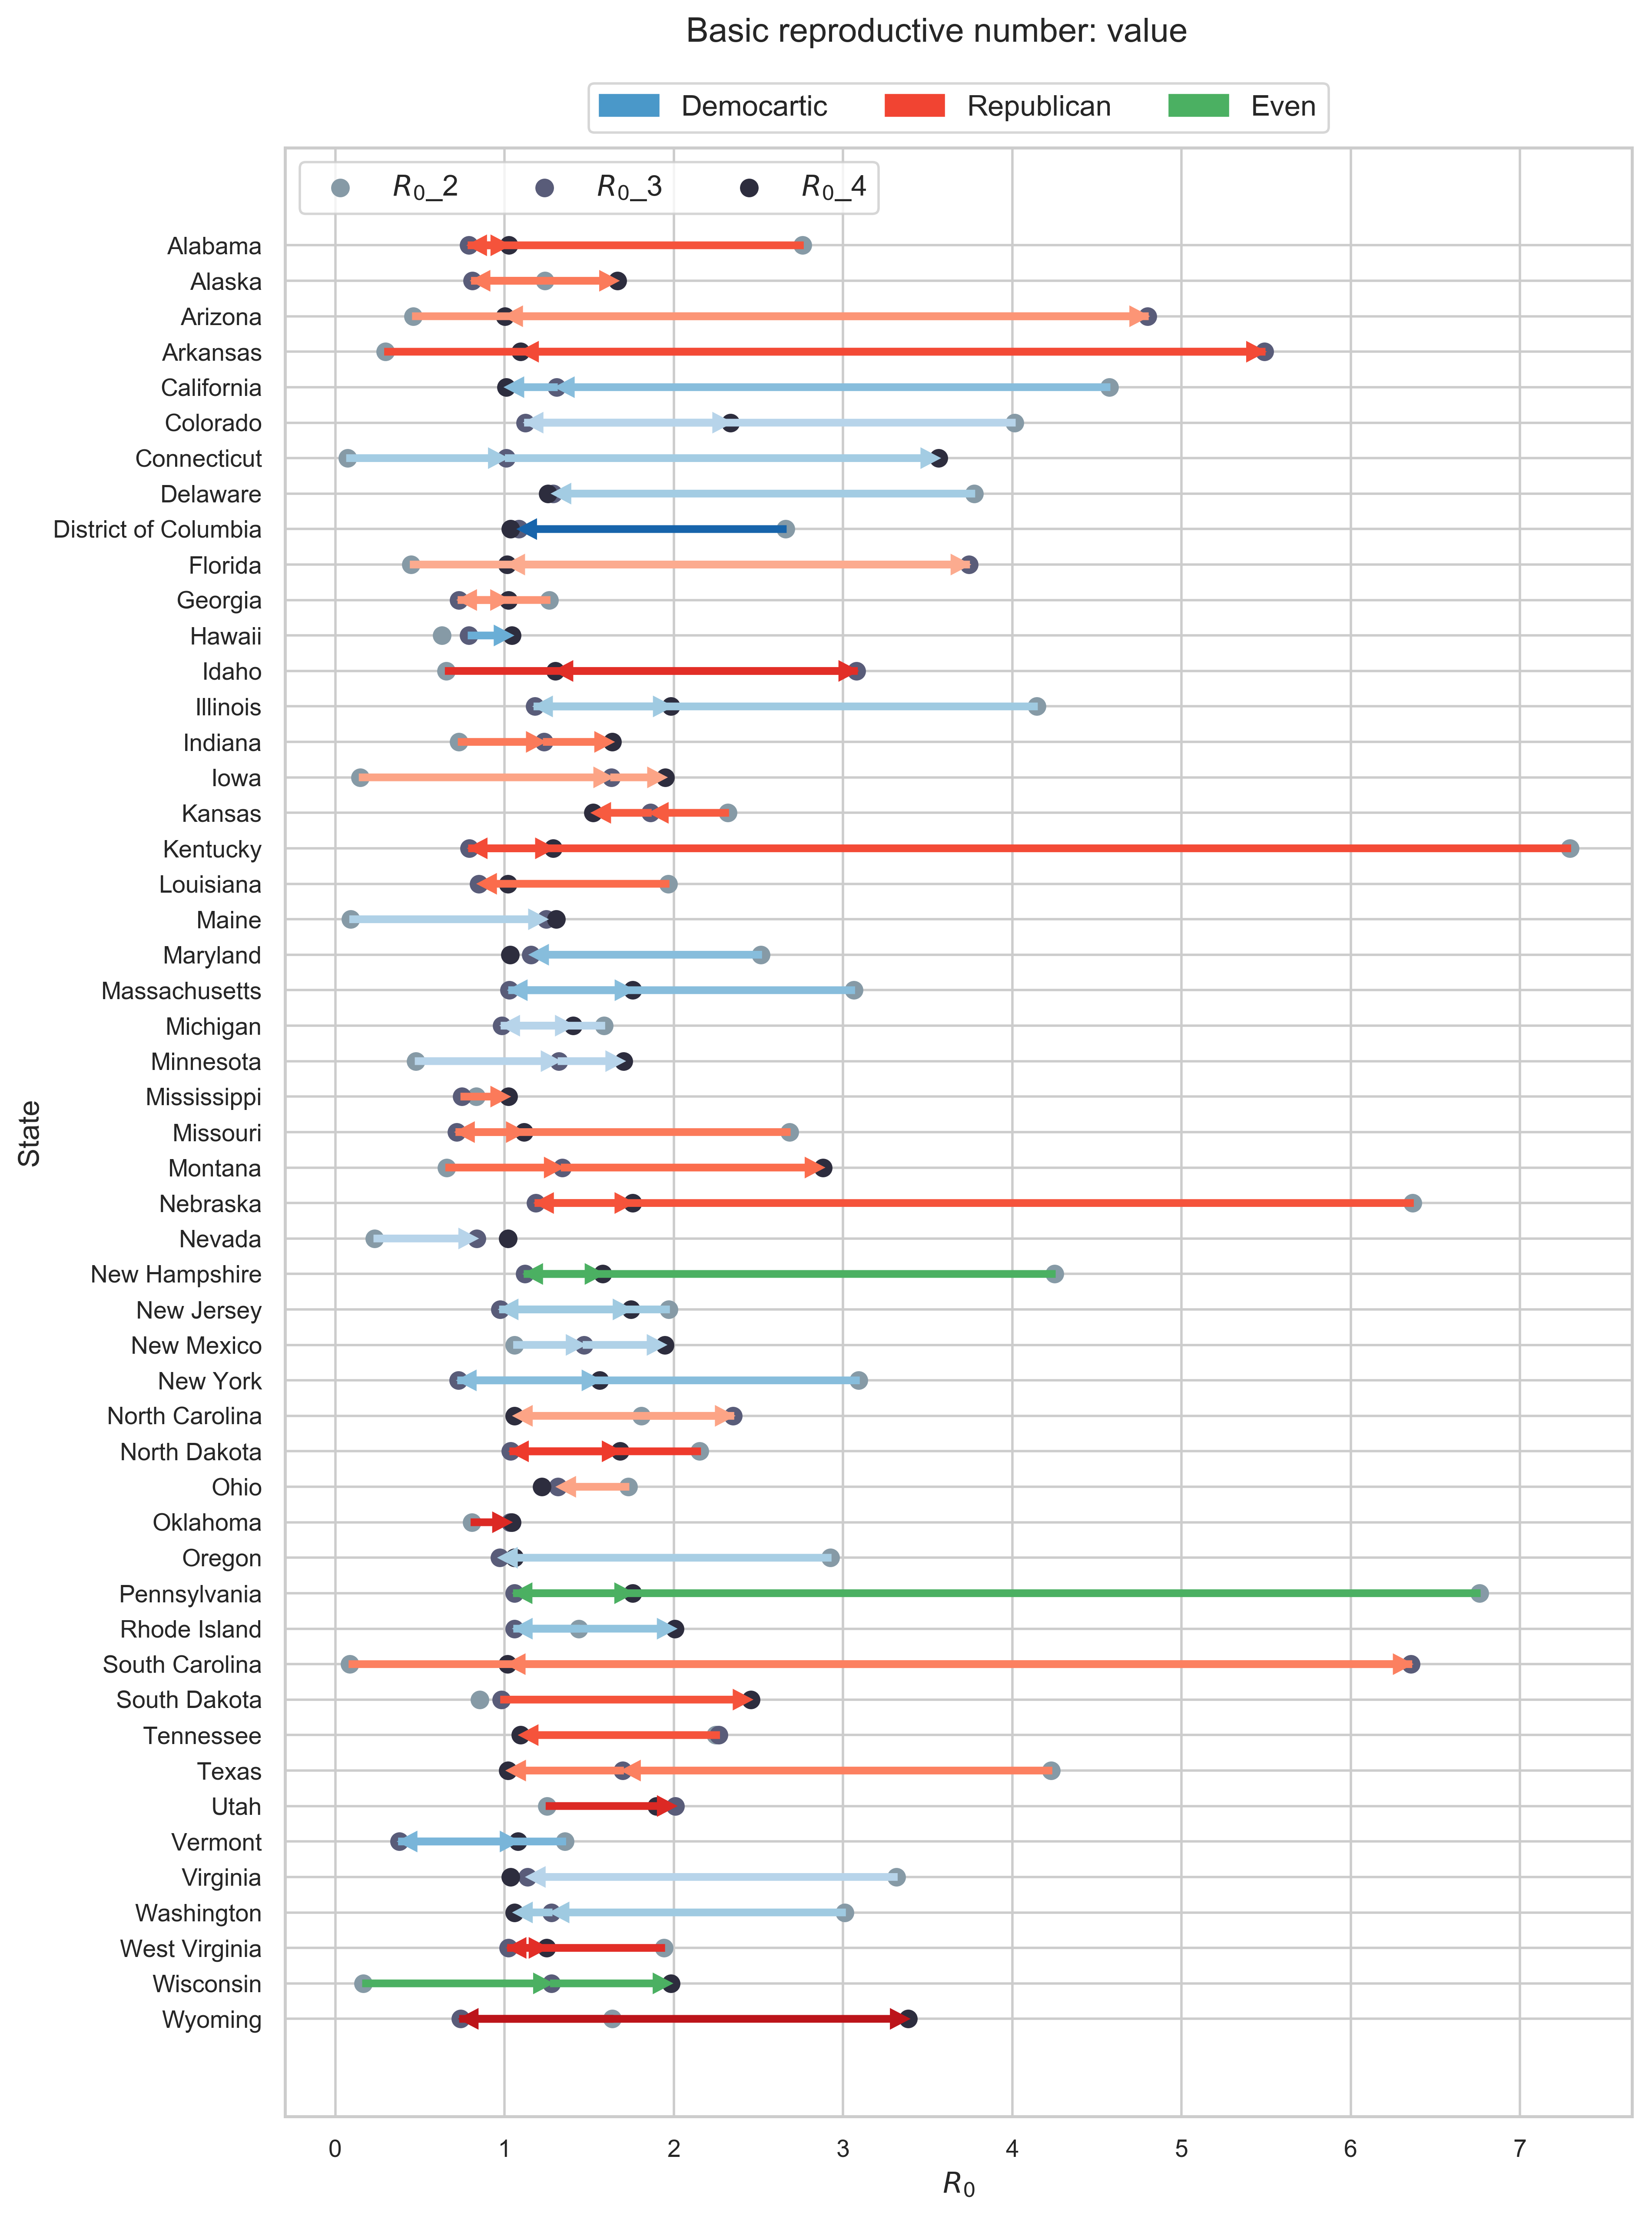 Basic reproductive number: value
Democartic Republican Even
R₀_2 R₀_3 R₀_4
Alabama
Alaska
Arizona
Arkansas
California
Colorado
Connecticut
Delaware
District of Columbia
Florida
Georgia
Hawaii
Idaho
Illinois
Indiana
Iowa
Kansas
Kentucky
Louisiana
Maine
Maryland
Massachusetts
Michigan
Minnesota
Mississippi
Missouri
Montana
Nebraska
Nevada
New Hampshire
New Jersey
New Mexico
New York
North Carolina
North Dakota
Ohio
Oklahoma
Oregon
Pennsylvania
Rhode Island
South Carolina
South Dakota
Tennessee
Texas
Utah
Vermont
Virginia
Washington
West Virginia
Wisconsin
Wyoming
State
0 1 2 3 4 5 6 7
R₀